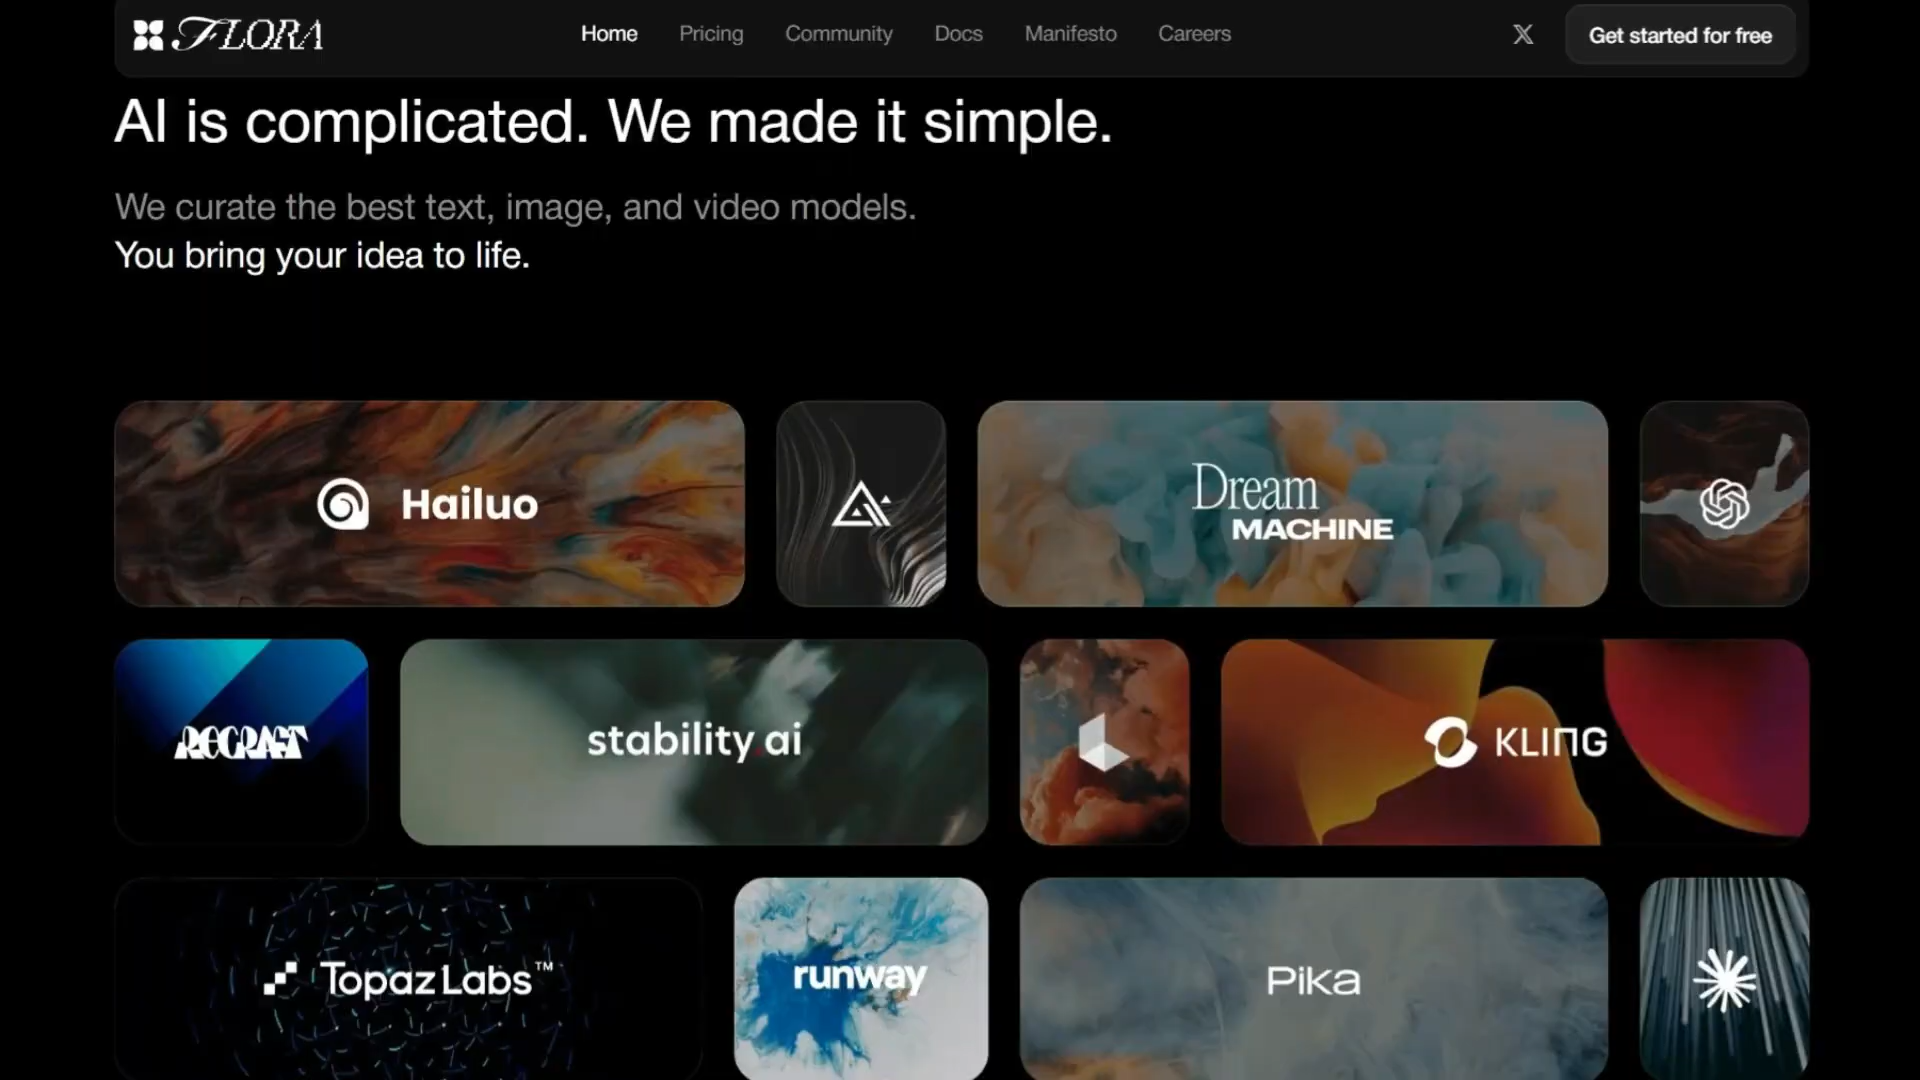 FLORA
Home
Pricing
Community
Docs
Manifesto
Careers
X
Get started for free
AI is complicated. We made it simple.
We curate the best text, image, and video models.
You bring your idea to life.
Hailuo
Dream
MACHINE
RECRAFT
stability.ai
KLING
Topaz Labs™
runway
Pika